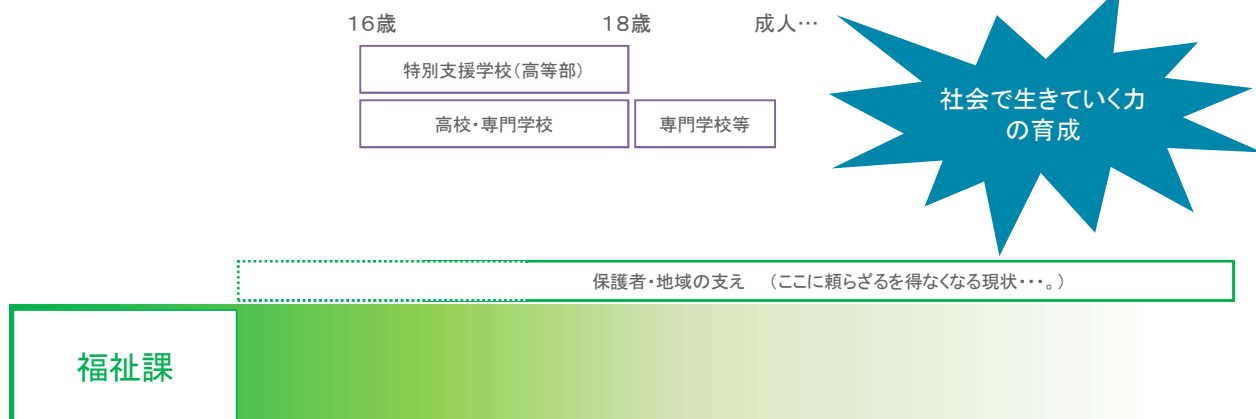 16歳 18歳 成人…
特別支援学校（高等部）
高校・専門学校 専門学校等
社会で生きていく力
の育成
保護者・地域の支え （ここに頼らざるを得なくなる現状・・・。）
福祉課